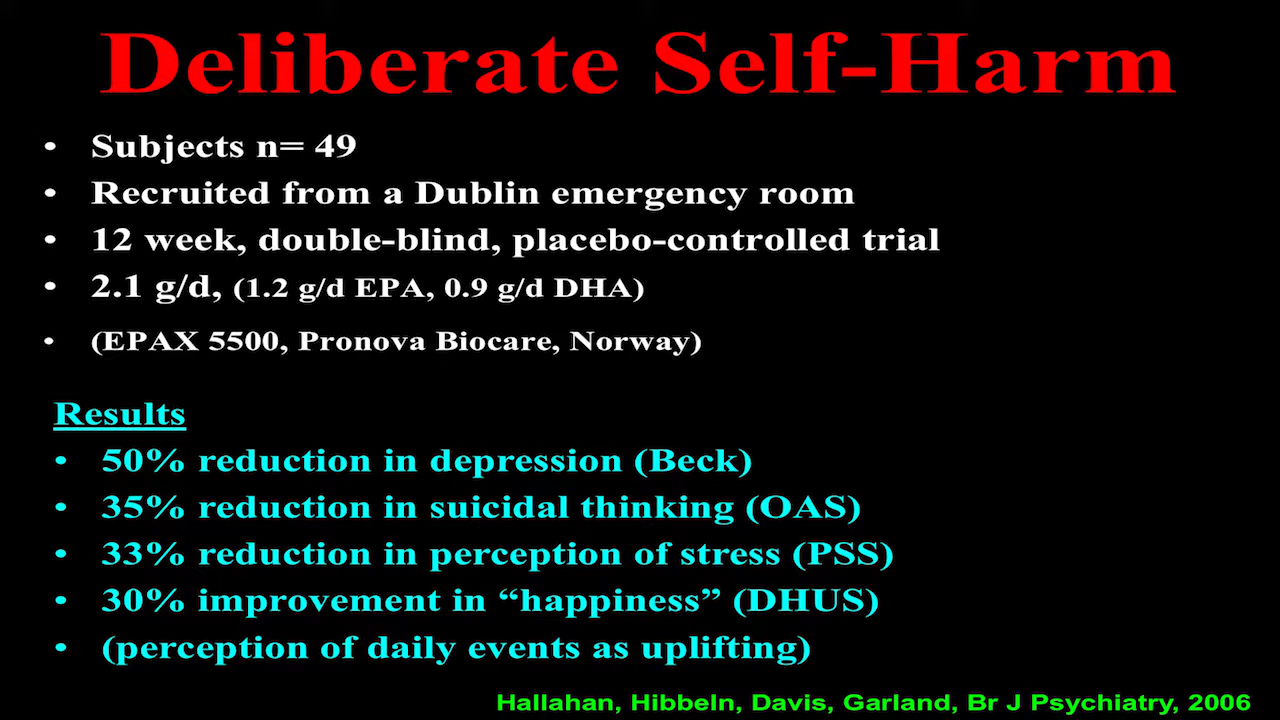 Deliberate Self-Harm
• Subjects n= 49
• Recruited from a Dublin emergency room
• 12 week, double-blind, placebo-controlled trial
• 2.1 g/d, (1.2 g/d EPA, 0.9 g/d DHA)
• (EPAX 5500, Pronova Biocare, Norway)
Results
• 50% reduction in depression (Beck)
• 35% reduction in suicidal thinking (OAS)
• 33% reduction in perception of stress (PSS)
• 30% improvement in “happiness” (DHUS)
• (perception of daily events as uplifting)
Hallahan, Hibbeln, Davis, Garland, Br J Psychiatry, 2006